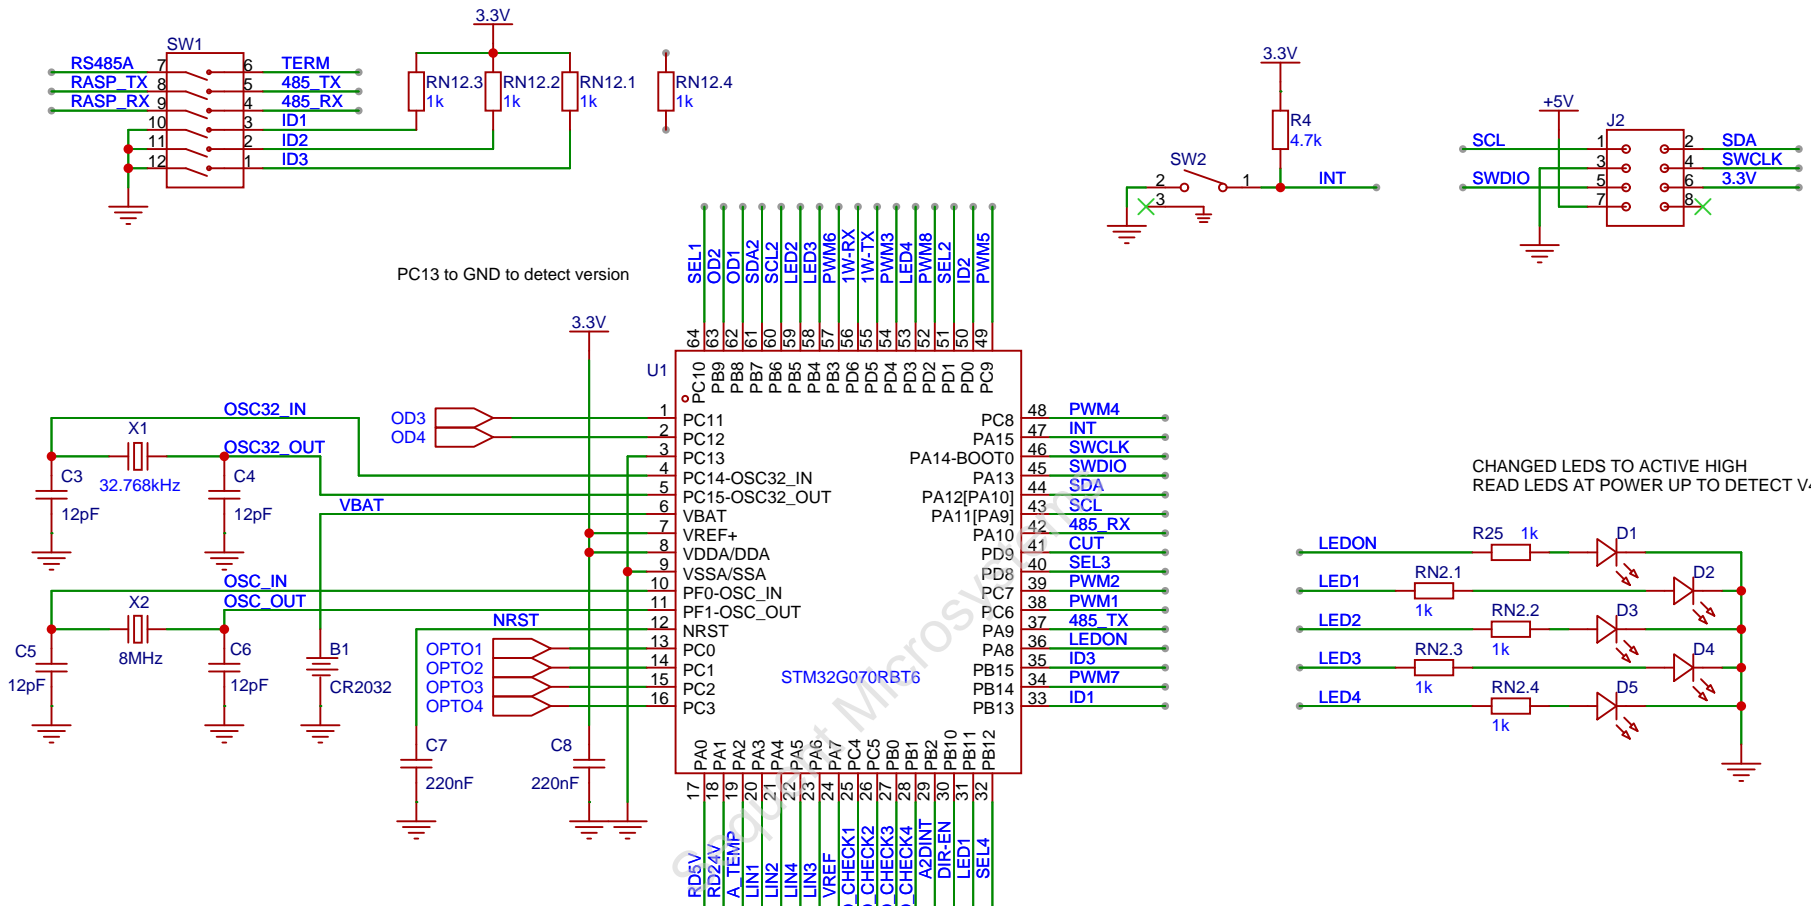 3.3V
SW1
RS485A 7 6 TERM
RASP_TX 8 5 485_TX
RASP_RX 9 4 485_RX
10 3 ID1
11 2 ID2
12 1 ID3
RN12.3 1k
RN12.2 1k
RN12.1 1k
RN12.4 1k
3.3V
R4
4.7k
SW2
2 1 INT
3
+5V
J2
SCL 1 2 SDA
3 4 SWCLK
SWDIO 5 6 3.3V
7 8
PC13 to GND to detect version
SEL1 OD2 OD1 SDA2 SCL2 LED2 LED3 PWM6 1W-RX 1W-TX PWM3 LED4 PWM8 SEL2 ID2 PWM5
64 63 62 61 60 59 58 57 56 55 54 53 52 51 50 49
PC10 PB9 PB8 PB7 PB6 PB5 PB4 PB3 PD6 PD5 PD4 PD3 PD2 PD1 PD0 PC9
3.3V
U1
OD3 1 PC11
OD4 2 PC12
3 PC13
OSC32_IN 4 PC14-OSC32_IN
OSC32_OUT 5 PC15-OSC32_OUT
VBAT 6 VBAT
7 VREF+
8 VDDA/DDA
9 VSSA/SSA
OSC_IN 10 PF0-OSC_IN
OSC_OUT 11 PF1-OSC_OUT
NRST 12 NRST
OPTO1 13 PC0
OPTO2 14 PC1
OPTO3 15 PC2
OPTO4 16 PC3
X1
32.768kHz
C3
12pF
C4
12pF
X2
8MHz
C5
12pF
C6
12pF
B1
CR2032
C7
220nF
C8
220nF
STM32G070RBT6
PC8 48 PWM4
PA15 47 INT
PA14-BOOT0 46 SWCLK
PA13 45 SWDIO
PA12[PA10] 44 SDA
PA11[PA9] 43 SCL
PA10 42 485_RX
PD9 41 CUT
PD8 40 SEL3
PC7 39 PWM2
PC6 38 PWM1
PA9 37 485_TX
PA8 36 LEDON
PB15 35 ID3
PB14 34 PWM7
PB13 33 ID1
PA0 PA1 PA2 PA3 PA4 PA5 PA6 PA7 PC4 PC5 PB0 PB1 PB2 PB10 PB11 PB12
17 18 19 20 21 22 23 24 25 26 27 28 29 30 31 32
RD5V RD24V A_TEMP LIN1 LIN2 LIN4 LIN3 VREF _CHECK1 _CHECK2 _CHECK3 _CHECK4 A2DINT DIR-EN LED1 SEL4
Sequent Microsystems
CHANGED LEDS TO ACTIVE HIGH
READ LEDS AT POWER UP TO DETECT V4
LEDON R25 1k D1
LED1 RN2.1 1k D2
LED2 RN2.2 1k D3
LED3 RN2.3 1k D4
LED4 RN2.4 1k D5